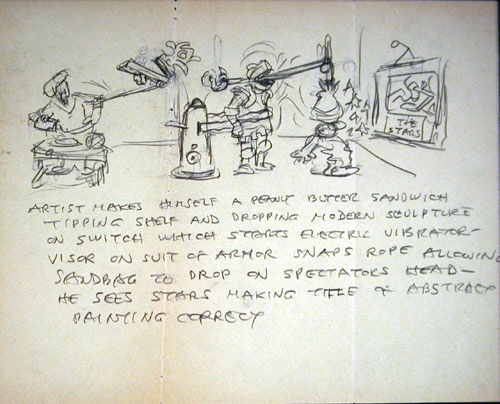 THE
STARS
ARTIST MAKES HIMSELF A PEANUT BUTTER SANDWICH
TIPPING SHELF AND DROPPING MODERN SCULPTURE
ON SWITCH WHICH STARTS ELECTRIC VIBRATOR-
VISOR ON SUIT OF ARMOR SNAPS ROPE ALLOWING
SANDBAG TO DROP ON SPECTATORS HEAD-
HE SEES STARS MAKING TITLE OF ABSTRACT
PAINTING CORRECT